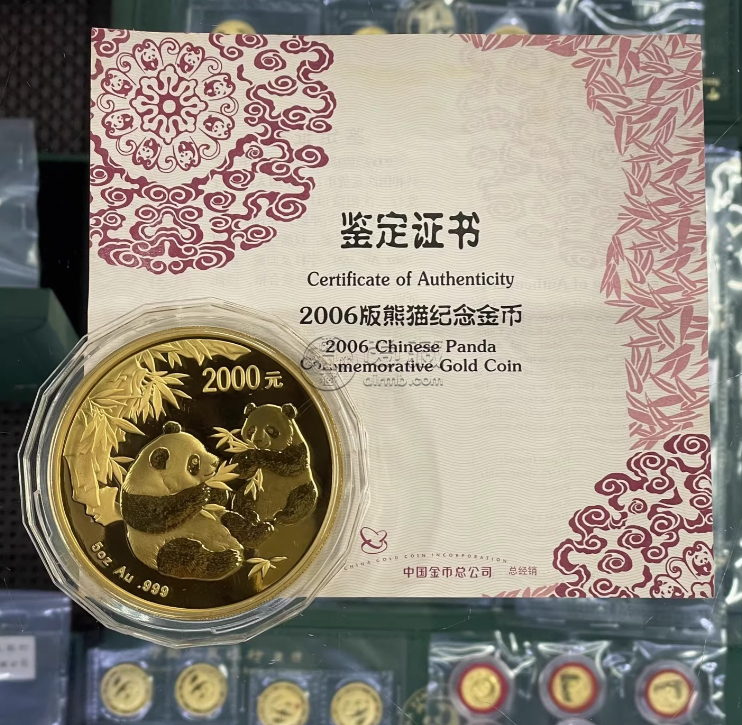 鉴定证书
Certificate of Authenticity
2006版熊猫纪念金币
2006 Chinese Panda
Commemorative Gold Coin
dlrmb.com
2000元
5oz Au .999
CHINA GOLD COIN INCORPORATION
中国金币总公司 总经销